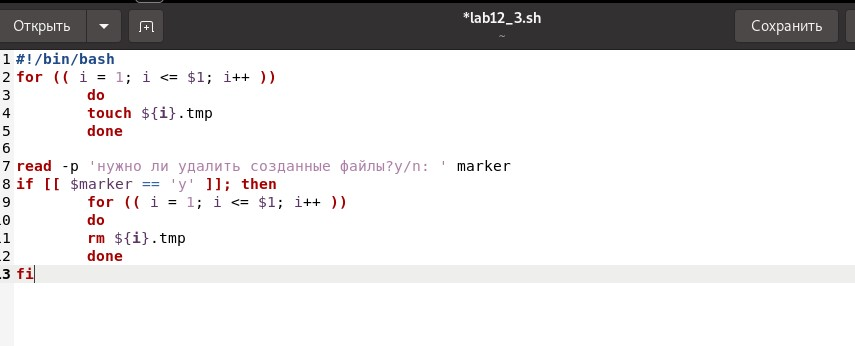 Открыть
*lab12_3.sh
~
Сохранить
1 #!/bin/bash
2 for (( i = 1; i <= $1; i++ ))
3 do
4 touch ${i}.tmp
5 done
6
7 read -p 'нужно ли удалить созданные файлы?y/n: ' marker
8 if [[ $marker == 'y' ]]; then
9 for (( i = 1; i <= $1; i++ ))
.0 do
.1 rm ${i}.tmp
.2 done
.3 fi